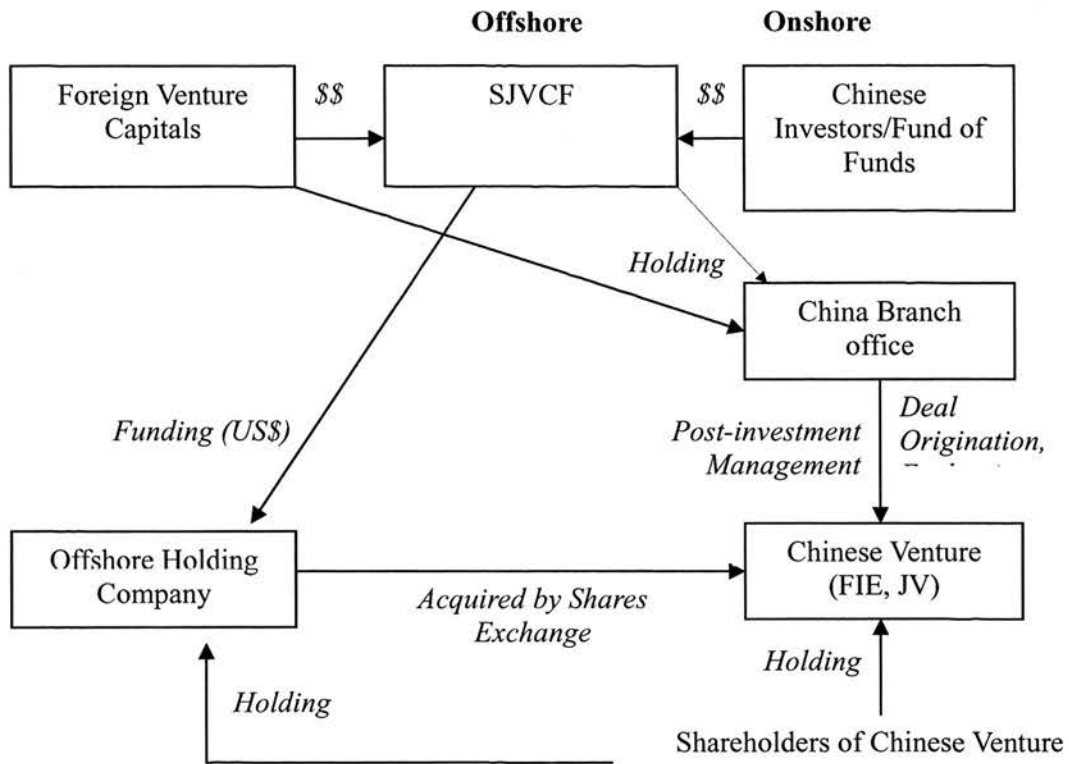 Offshore
Onshore
Foreign Venture
Capitals
$$
SJVCF
$$
Chinese
Investors/Fund of
Funds
Holding
China Branch
office
Funding (US$)
Post-investment
Management
Deal
Origination,
Offshore Holding
Company
Acquired by Shares
Exchange
Chinese Venture
(FIE, JV)
Holding
Holding
Shareholders of Chinese Venture